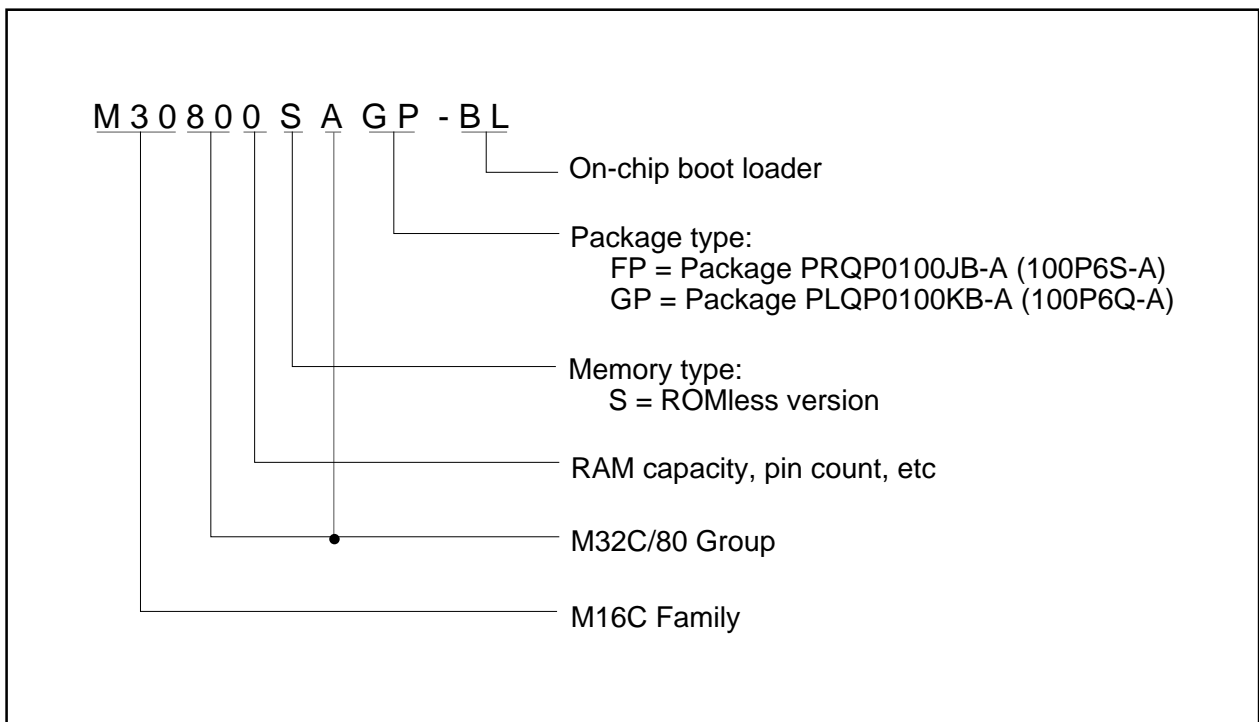 M30800SAGP-BL
On-chip boot loader
Package type:
FP = Package PRQP0100JB-A (100P6S-A)
GP = Package PLQP0100KB-A (100P6Q-A)
Memory type:
S = ROMless version
RAM capacity, pin count, etc
M32C/80 Group
M16C Family